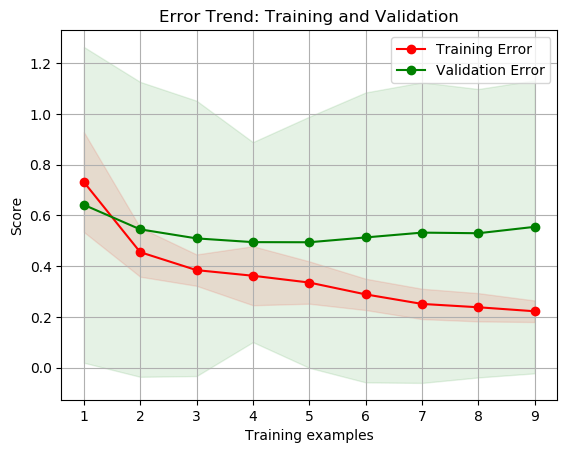 Error Trend: Training and Validation
Training Error
Validation Error
Score
1.2
1.0
0.8
0.6
0.4
0.2
0.0
1 2 3 4 5 6 7 8 9
Training examples